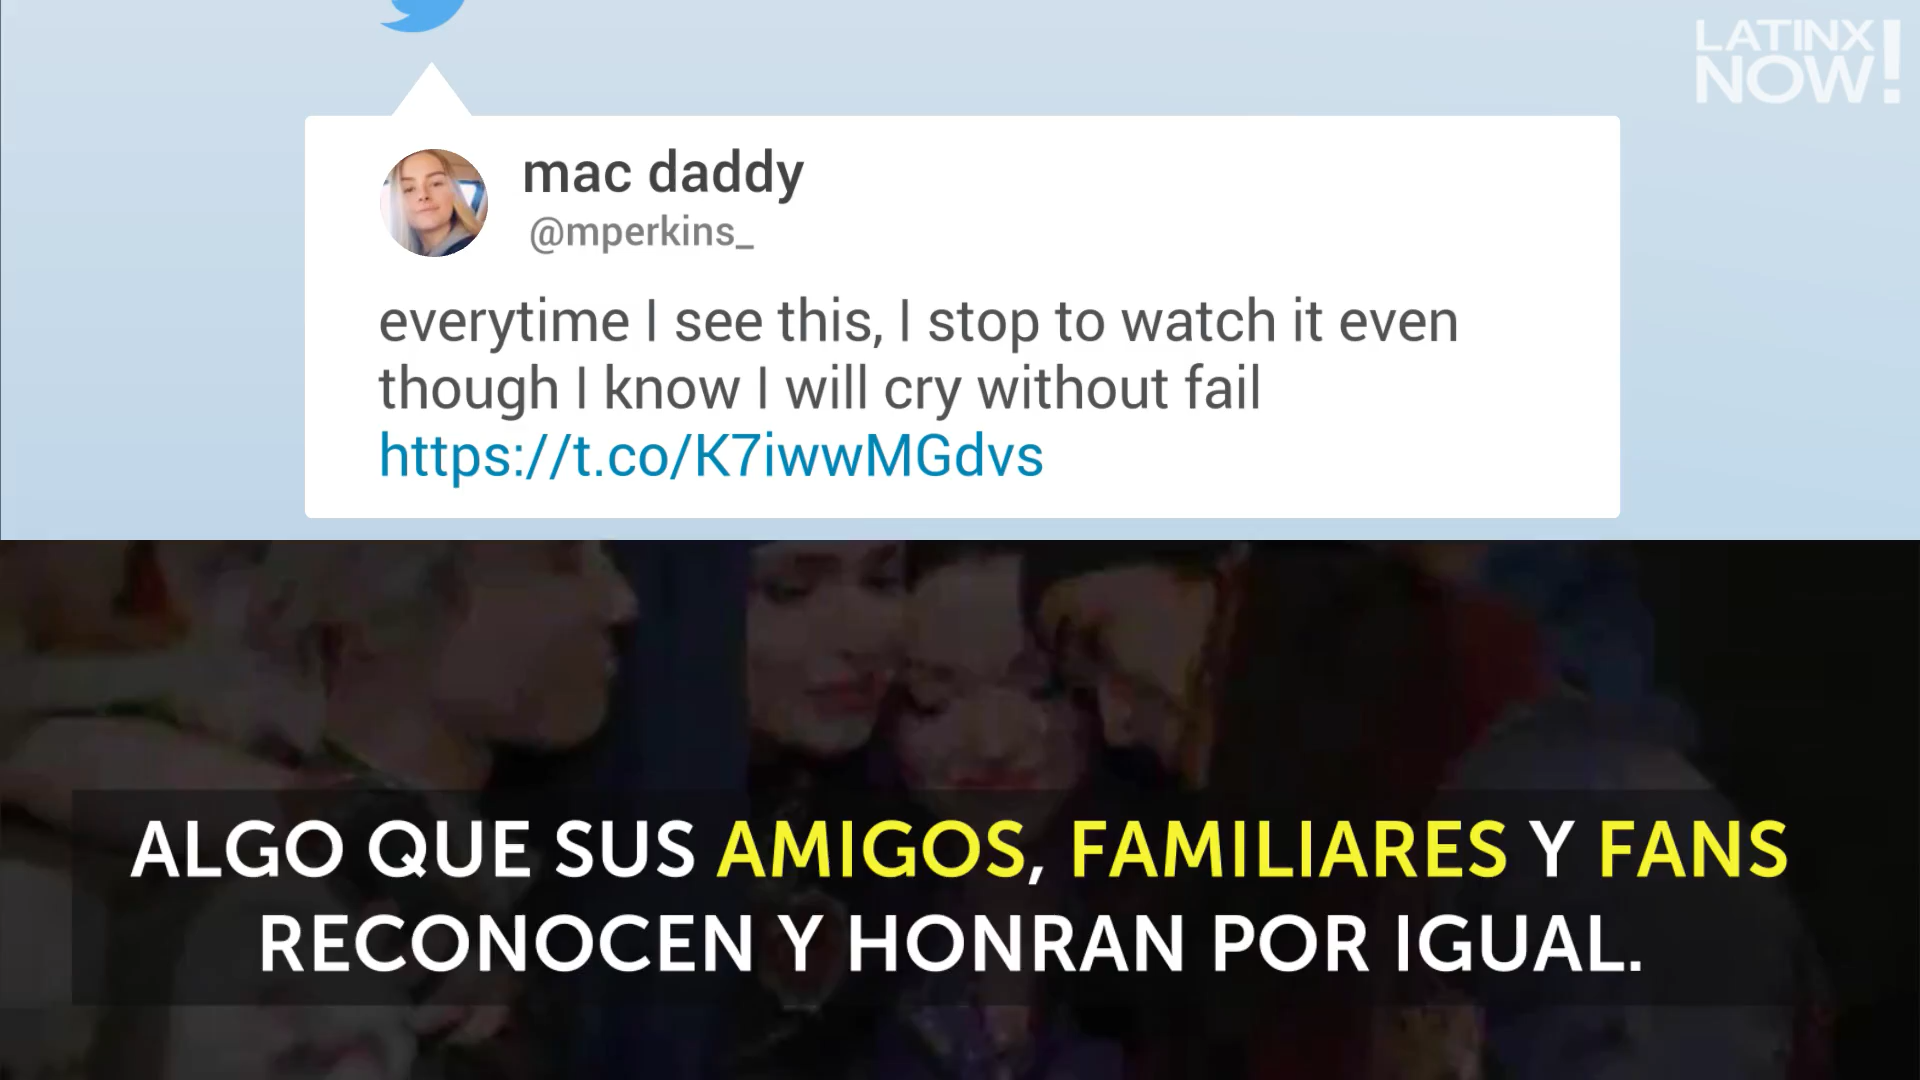 LATINX
NOW!
mac daddy
@mperkins_
everytime I see this, I stop to watch it even
though I know I will cry without fail
https://t.co/K7iwwMGdvs
ALGO QUE SUS AMIGOS, FAMILIARES Y FANS
RECONOCEN Y HONRAN POR IGUAL.